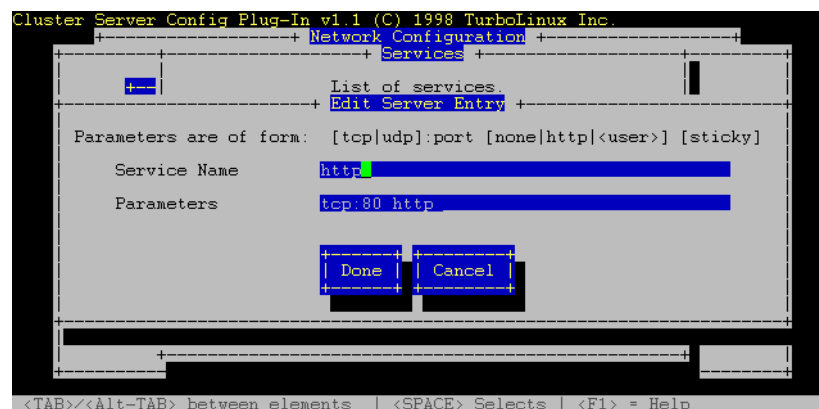 Cluster Server Config Plug-In v1.1 (C) 1998 TurboLinux Inc.
Network Configuration
Services
List of services.
Edit Server Entry
Parameters are of form: [tcp|udp]:port [none|http|<user>] [sticky]
Service Name http
Parameters tcp:80 http
Done Cancel
<TAB>/<Alt-TAB> between elements | <SPACE> Selects | <F1> = Help